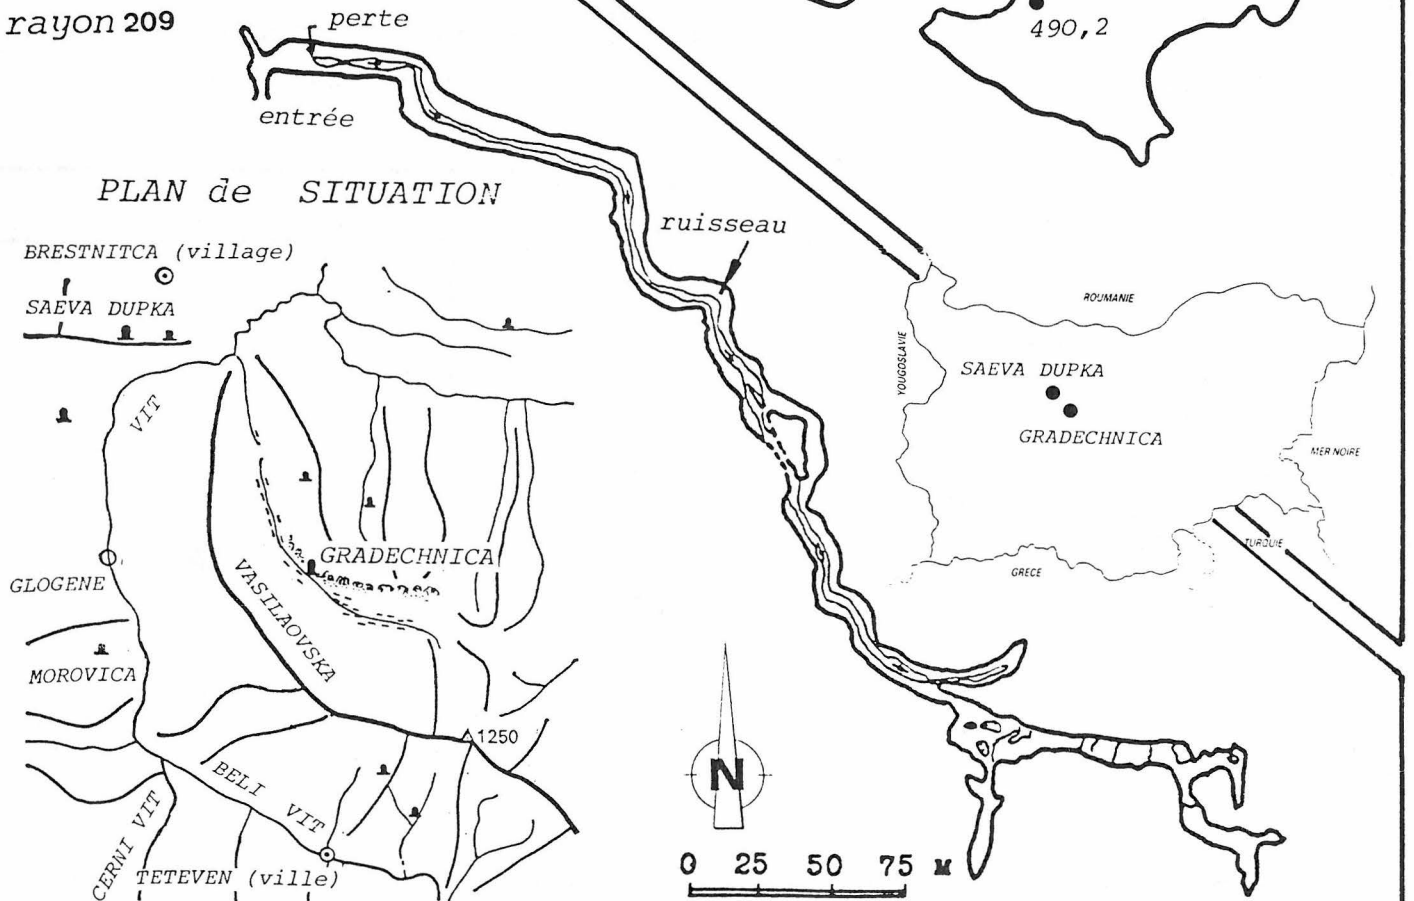 rayon 209
perte
490,2
entrée
PLAN de SITUATION
ruisseau
BRESTNITCA (village)
SAEVA DUPKA
ROUMANIE
YOUGOSLAVIE
SAEVA DUPKA
GRADECHNICA
MER NOIRE
VIT
GRADECHNICA
TURQUIE
GRECE
GLOGENE
VASILAOVSKA
MOROVICA
1250
N
BELI VIT
CERNI VIT
TETEVEN (ville)
0 25 50 75 M